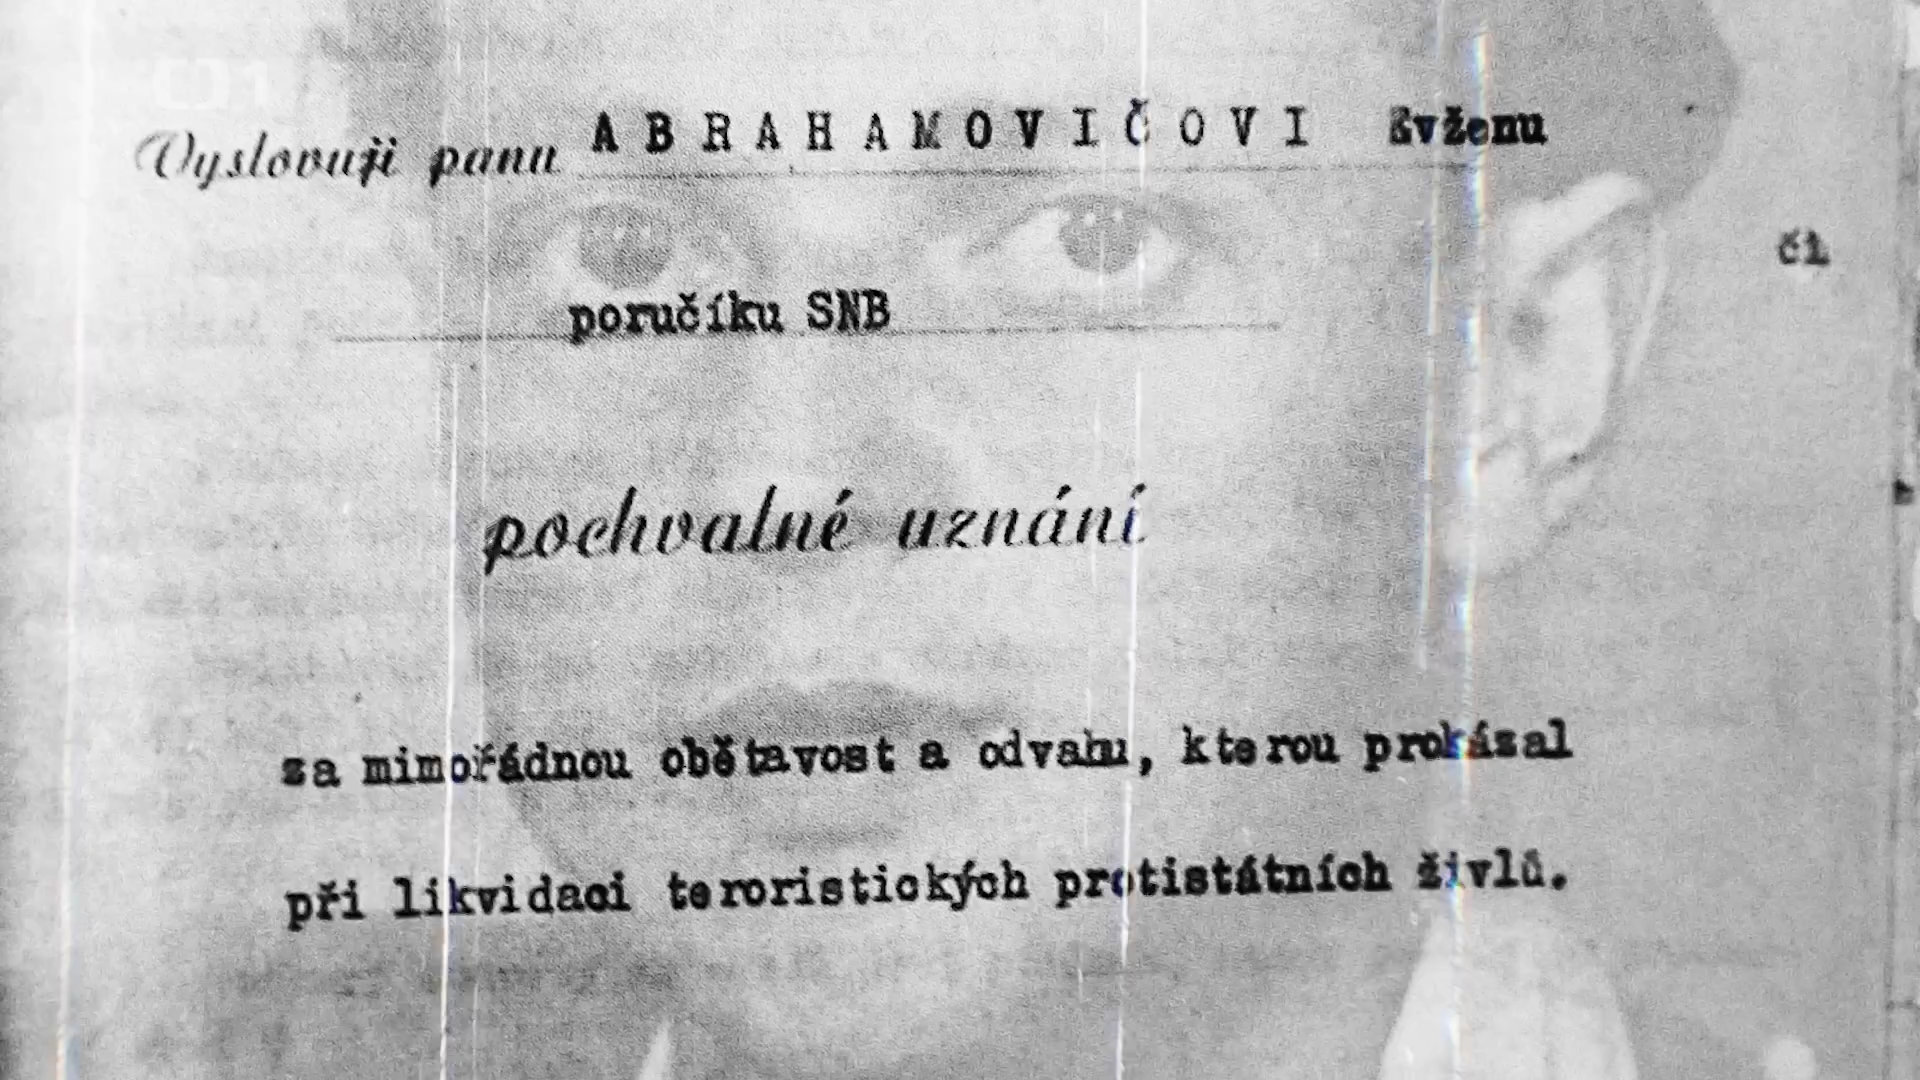 1
Vyslovuji panu ABRAHAMOVIČOVI Evženu
či
poručíku SNB
pochvalné uznání
za mimořádnou obětavost a odvahu, kterou prokázal
při likvidaci teroristických protistátních živlů.